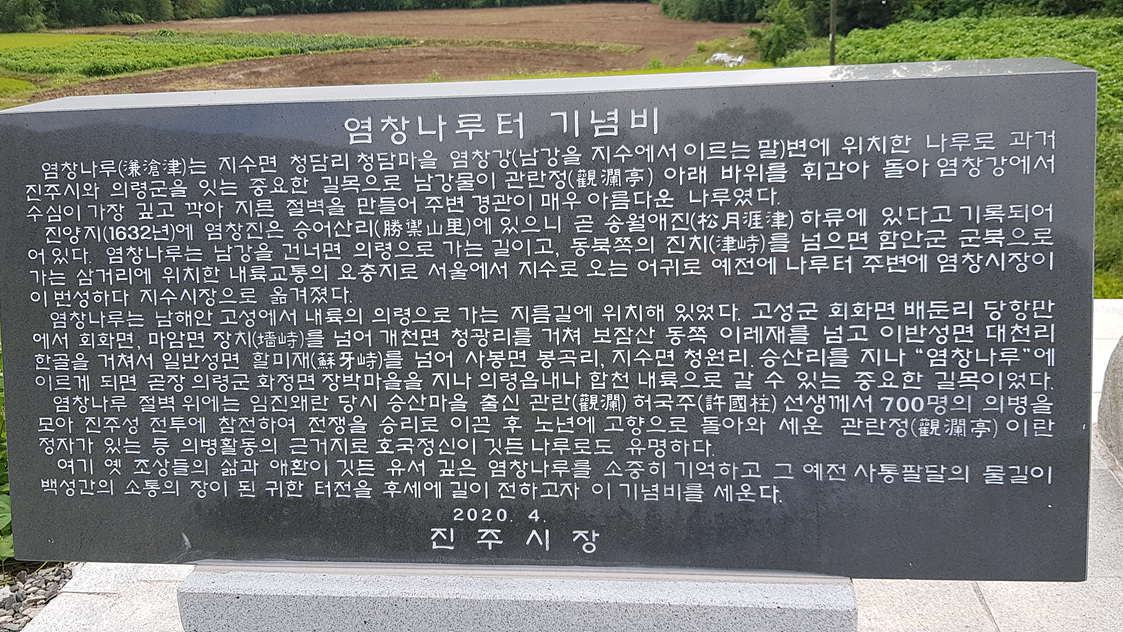 염창나루터 기념비
염창나루(濂滄津)는 지수면 청담리 청담마을 염창강(남강을 지수에서 이르는 말)변에 위치한 나루로 과거
진주시와 의령군을 잇는 중요한 길목으로 남강물이 관란정(觀瀾亭) 아래 바위를 휘감아 돌아 염창강에서
수심이 가장 깊고 깍아 지른 절벽을 만들어 주변 경관이 매우 아름다운 나루였다.
진양지(1632년)에 염창진은 승어산리(勝禦山里)에 있으니 곧 송월애진(松月涯津) 하류에 있다고 기록되어
어 있다. 염창나루는 남강을 건너면 의령으로 가는 길이고, 동북쪽의 진치(津峙)를 넘으면 함안군 군북으로
가는 삼거리에 위치한 내륙교통의 요충지로 서울에서 지수로 오는 어귀로 예전에 나루터 주변에 염창시장이
이 번성하다 지수시장으로 옮겨졌다.
염창나루는 남해안 고성에서 내륙의 의령으로 가는 지름길에 위치해 있었다. 고성군 회화면 배둔리 당항만
에서 회화면, 마암면 장치(墻峙)를 넘어 개천면 청광리를 거쳐 보잠산 동쪽 이레재를 넘고 이반성면 대천리
한골을 거쳐서 일반성면 할미재(蘇牙峙)를 넘어 사봉면 봉곡리, 지수면 청원리, 승산리를 지나 “염창나루”에
이르게 되면 곧장 의령군 화정면 장박마을을 지나 의령읍내나 합천 내륙으로 갈 수 있는 중요한 길목이었다.
염창나루 절벽 위에는 임진왜란 당시 승산마을 출신 관란(觀瀾) 허국주(許國柱) 선생께서 700명의 의병을
모아 진주성 전투에 참전하여 전쟁을 승리로 이끈 후 노년에 고향으로 돌아와 세운 관란정(觀瀾亭)이란
정자가 있는 등 의병활동의 근거지로 호국정신이 깃든 나루로도 유명하다.
여기 옛 조상들의 삶과 애환이 깃든 유서 깊은 염창나루를 소중히 기억하고 그 예전 사통팔달의 물길이
백성간의 소통의 장이 된 귀한 터전을 후세에 길이 전하고자 이 기념비를 세운다.
2020. 4.
진 주 시 장